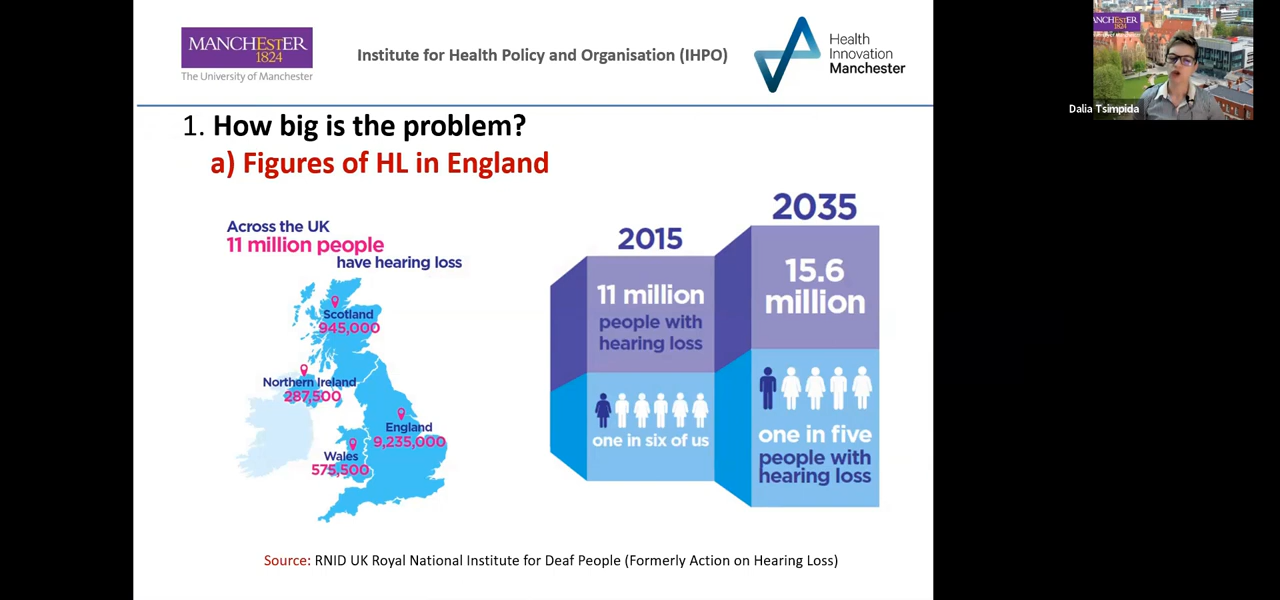 MANCHESTER
1824
The University of Manchester
Institute for Health Policy and Organisation (IHPO)
Health
Innovation
Manchester
MANCHESTER
1824
Dalia Tsimpida
1. How big is the problem?
a) Figures of HL in England
Across the UK
11 million people
have hearing loss
Scotland
945,000
Northern Ireland
287,500
England
9,235,000
Wales
575,500
2015
11 million
people with
hearing loss
one in six of us
2035
15.6
million
one in five
people with
hearing loss
Source: RNID UK Royal National Institute for Deaf People (Formerly Action on Hearing Loss)